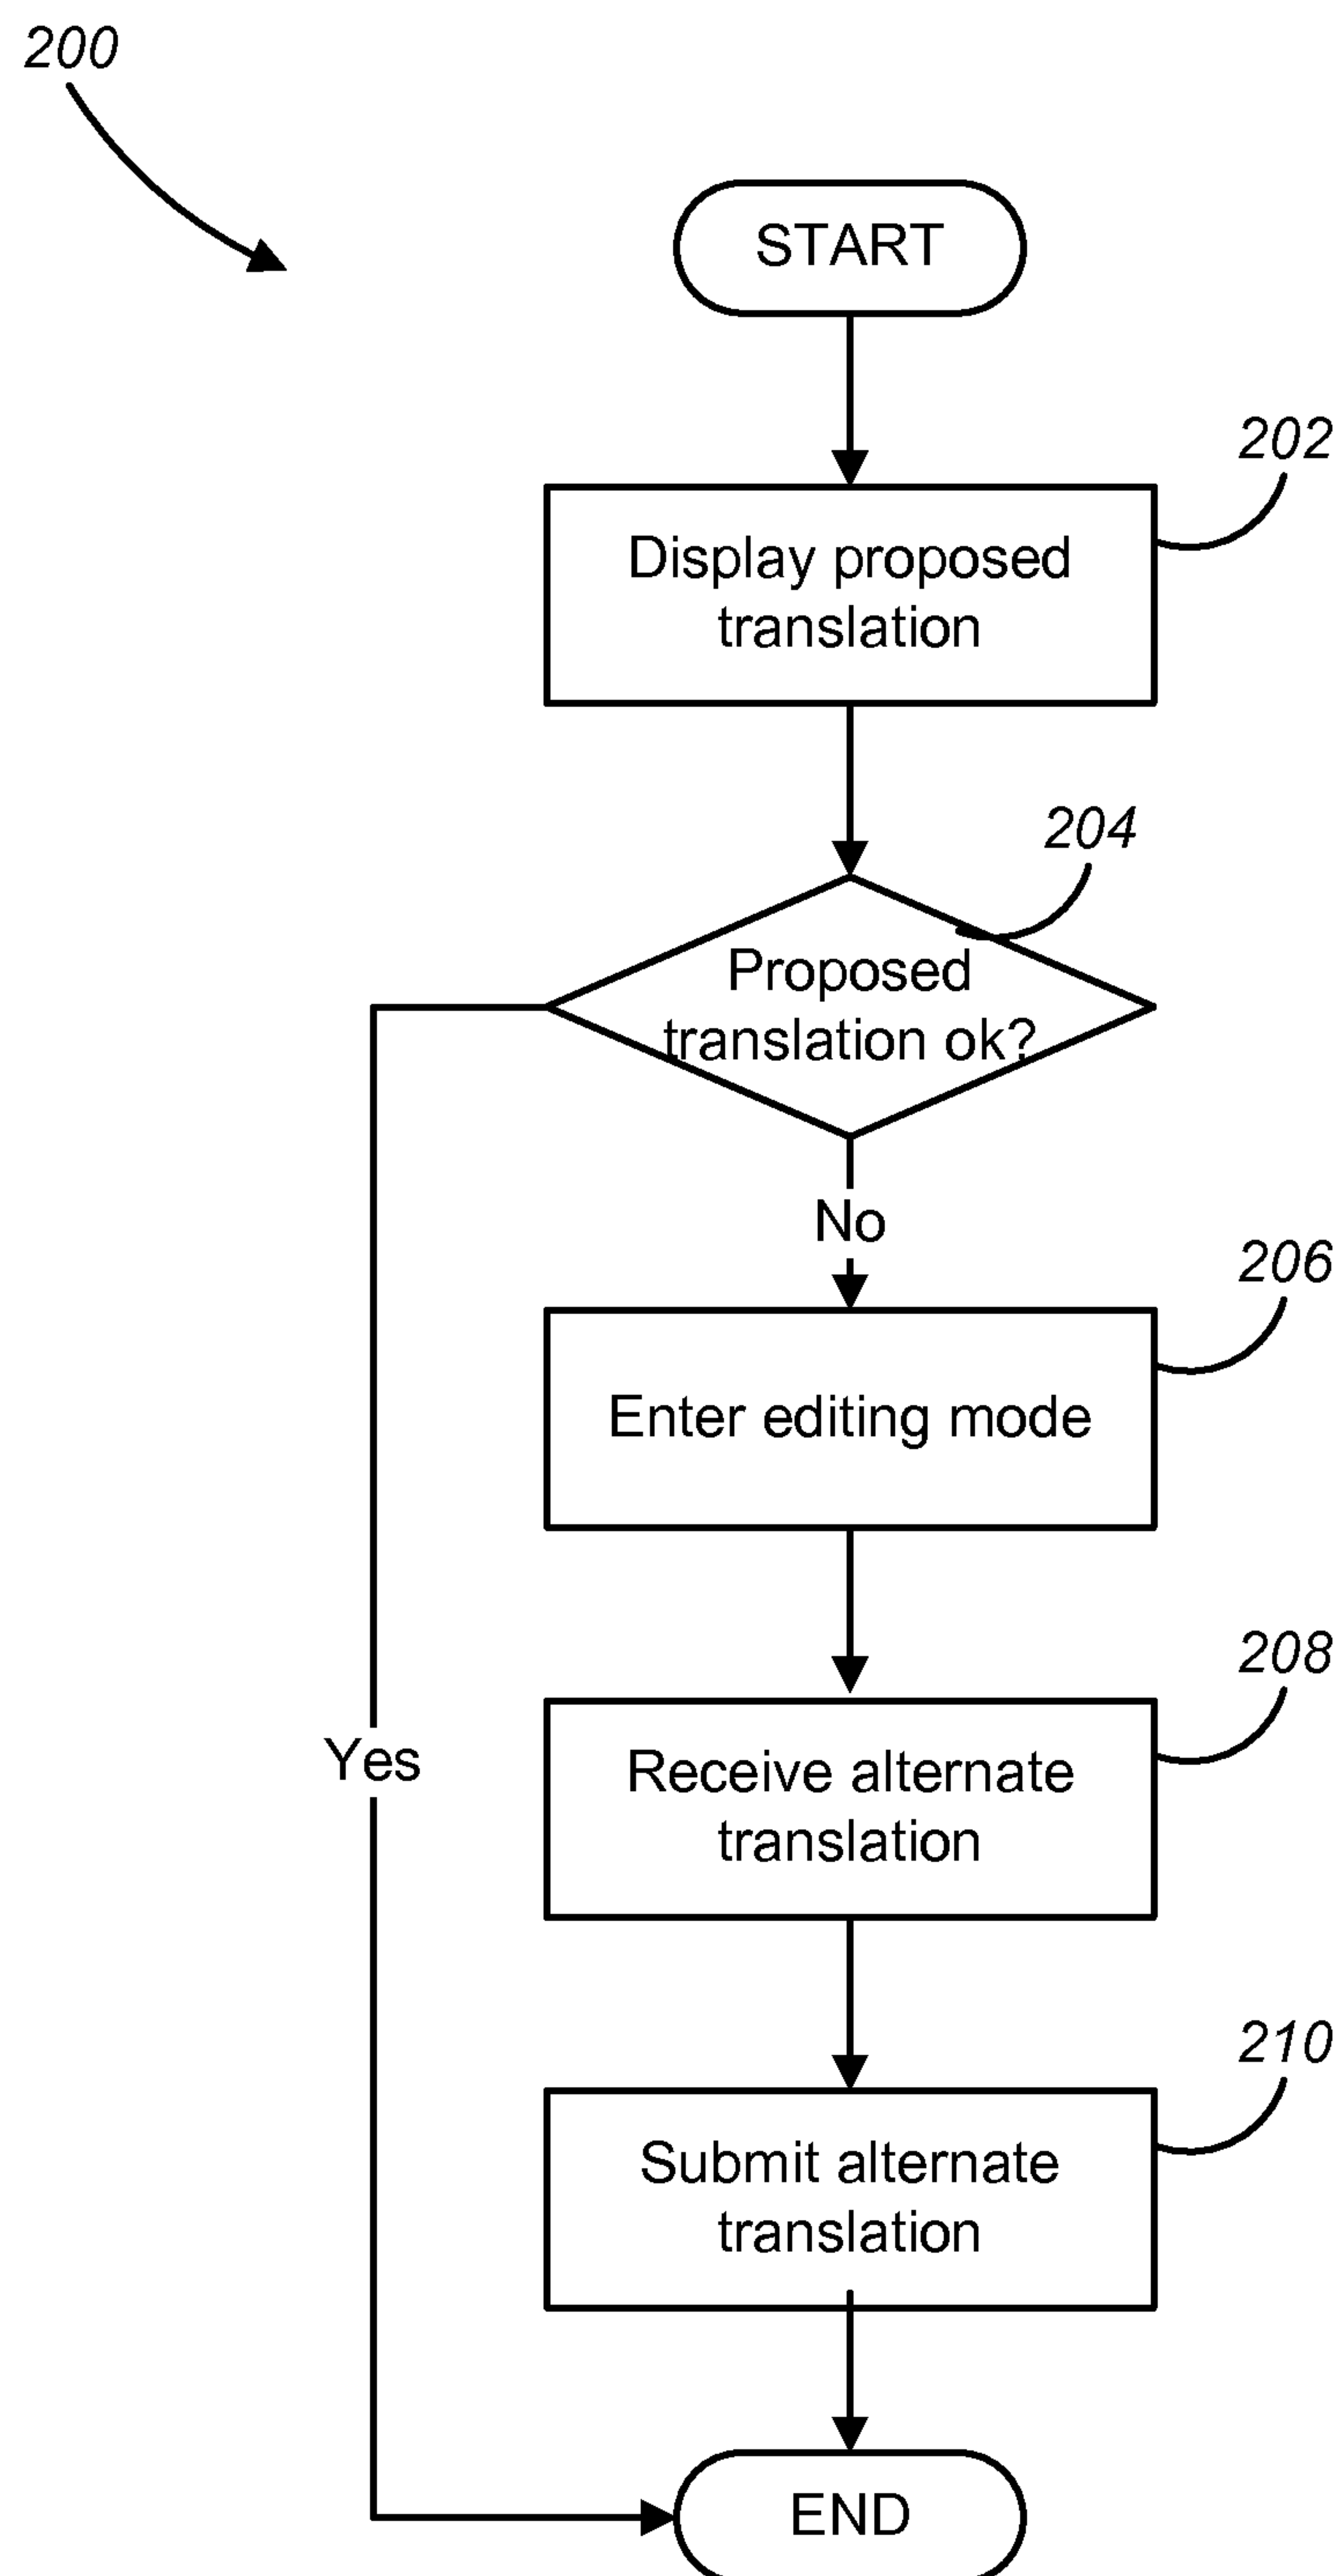 200
START
202
Display proposed
translation
204
Proposed
translation ok?
No
206
Enter editing mode
208
Yes
Receive alternate
translation
210
Submit alternate
translation
END